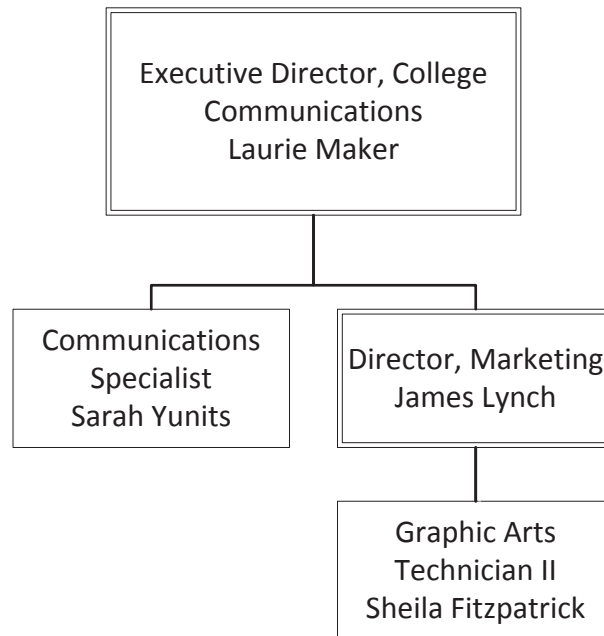 Executive Director, College
Communications
Laurie Maker
Communications
Specialist
Sarah Yunits
Director, Marketing
James Lynch
Graphic Arts
Technician II
Sheila Fitzpatrick